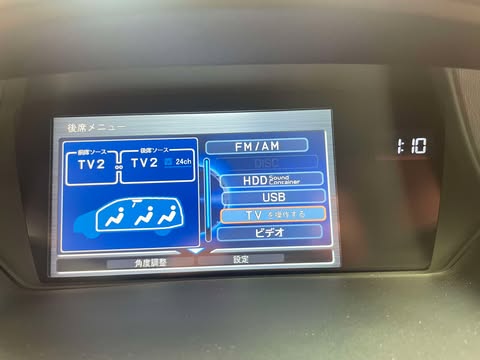 後席メニュー
前席ソース
TV2
∞
後席ソース
TV2 24ch
FM/AM
DISC
HDD Sound Container
USB
TV を操作する
ビデオ
角度調整
設定
1:10